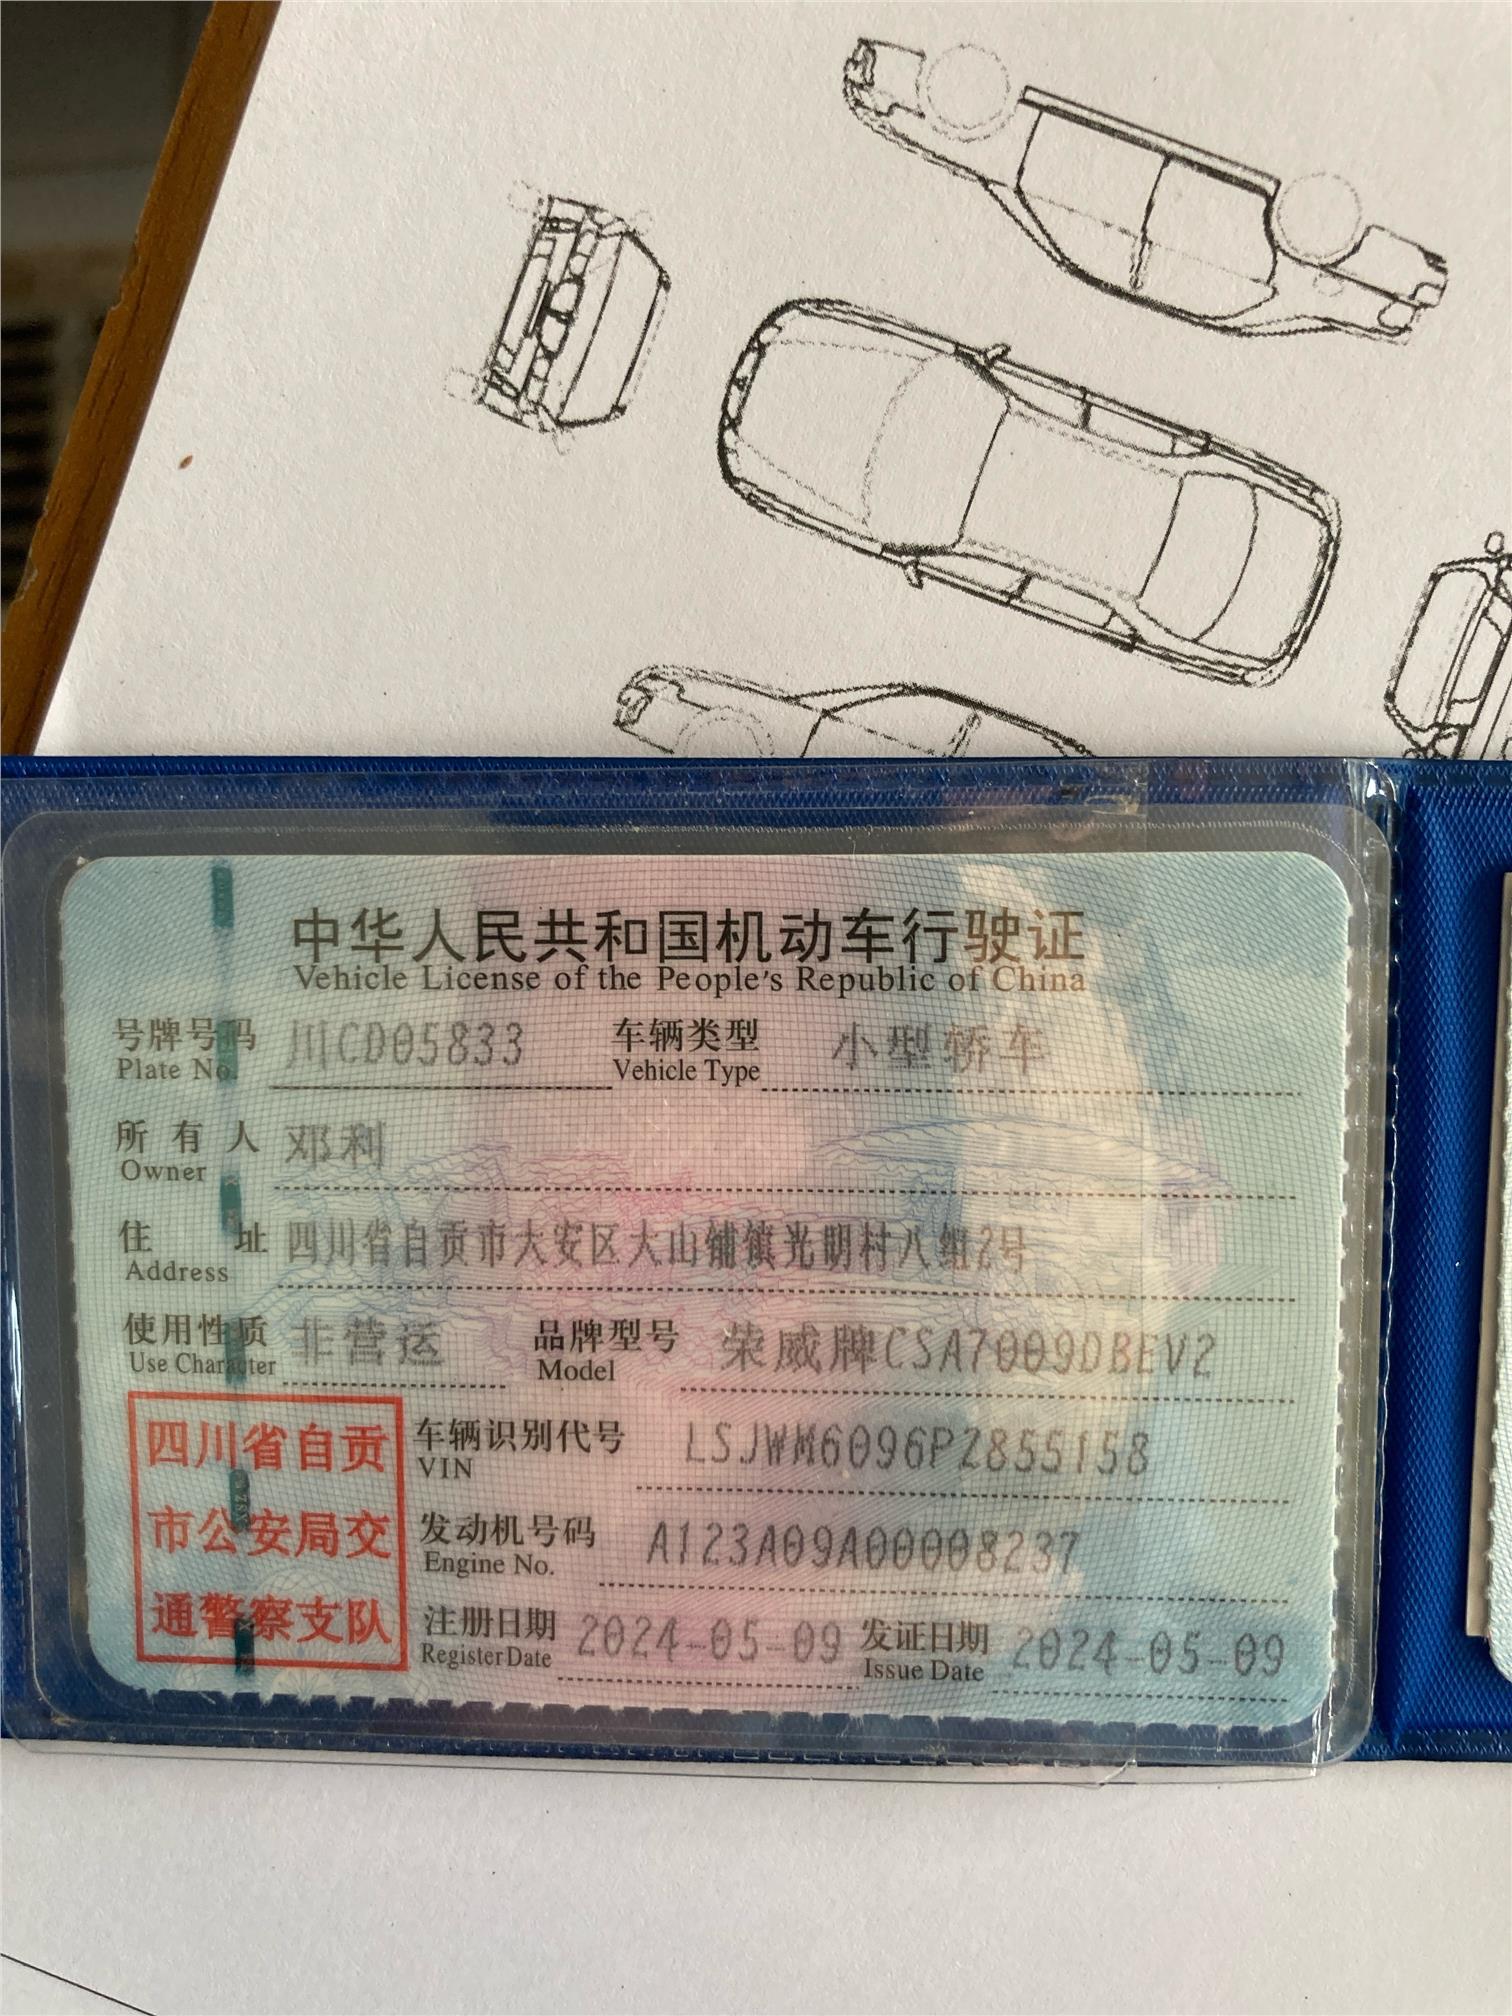 中华人民共和国机动车行驶证
Vehicle License of the People's Republic of China
号牌号码 川CD05833 车辆类型 小型轿车
Plate No. Vehicle Type
所有人 邓利
Owner
住址 四川省自贡市大安区大山铺镇光明村八组2号
Address
使用性质 非营运 品牌型号 荣威牌CSA7009DBEV2
Use Character Model
四川省自贡
市公安局交
通警察支队
车辆识别代号 LSJWM6096PZ855158
VIN
发动机号码 A123A09A00008237
Engine No.
注册日期 2024-05-09 发证日期 2024-05-09
Register Date Issue Date